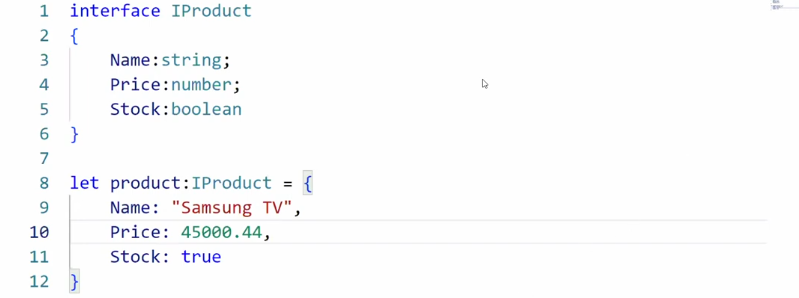 1 interface IProduct
2 {
3     Name:string;
4     Price:number;
5     Stock:boolean
6 }
7
8 let product:IProduct = {
9     Name: "Samsung TV",
10     Price: 45000.44,
11     Stock: true
12 }